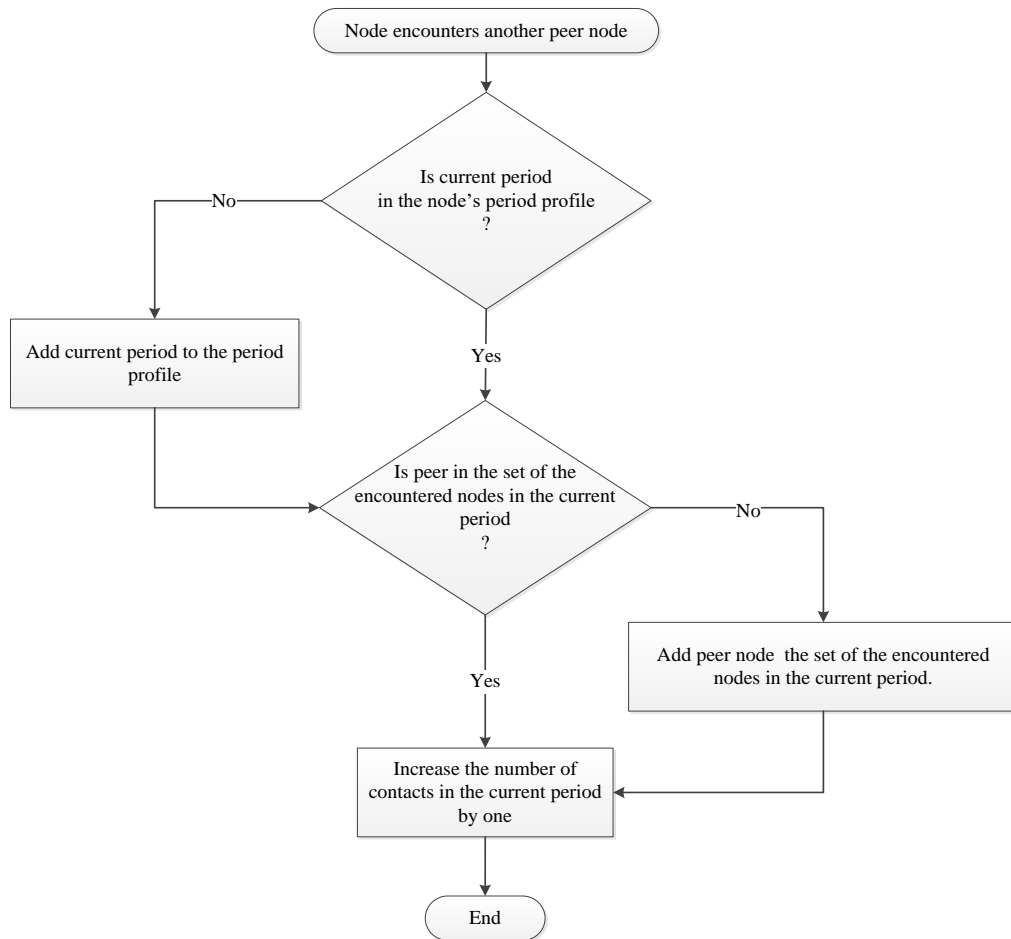 Node encounters another peer node
Is current period
in the node's period profile
?
No
Add current period to the period
profile
Yes
Is peer in the set of the
encountered nodes in the current
period
?
No
Add peer node  the set of the encountered
nodes in the current period.
Yes
Increase the number of
contacts in the current period
by one
End